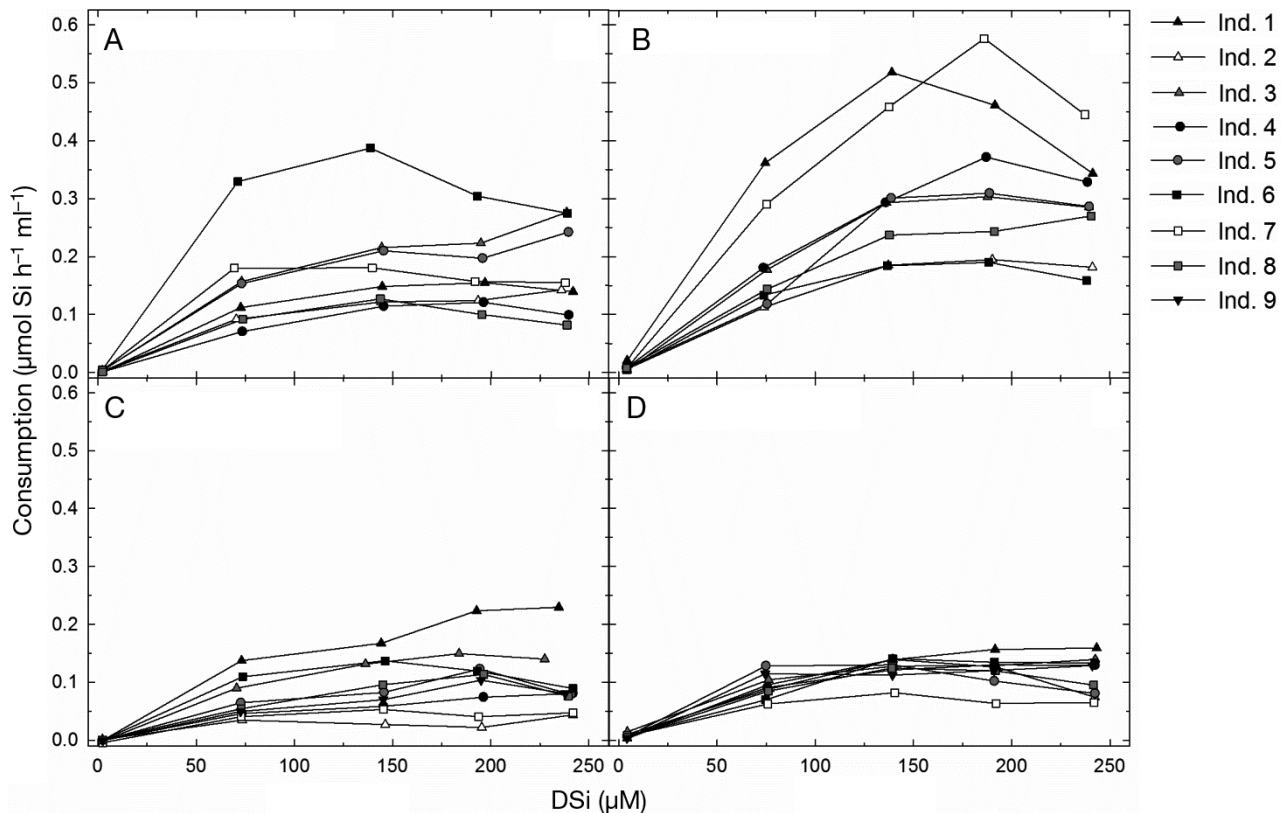 A
B
C
D
0.6
0.5
0.4
0.3
0.2
0.1
0.0
0.6
0.5
0.4
0.3
0.2
0.1
0.0
Consumption (µmol Si h⁻¹ ml⁻¹)
0 50 100 150 200 250
0 50 100 150 200 250
DSi (µM)
Ind. 1
Ind. 2
Ind. 3
Ind. 4
Ind. 5
Ind. 6
Ind. 7
Ind. 8
Ind. 9